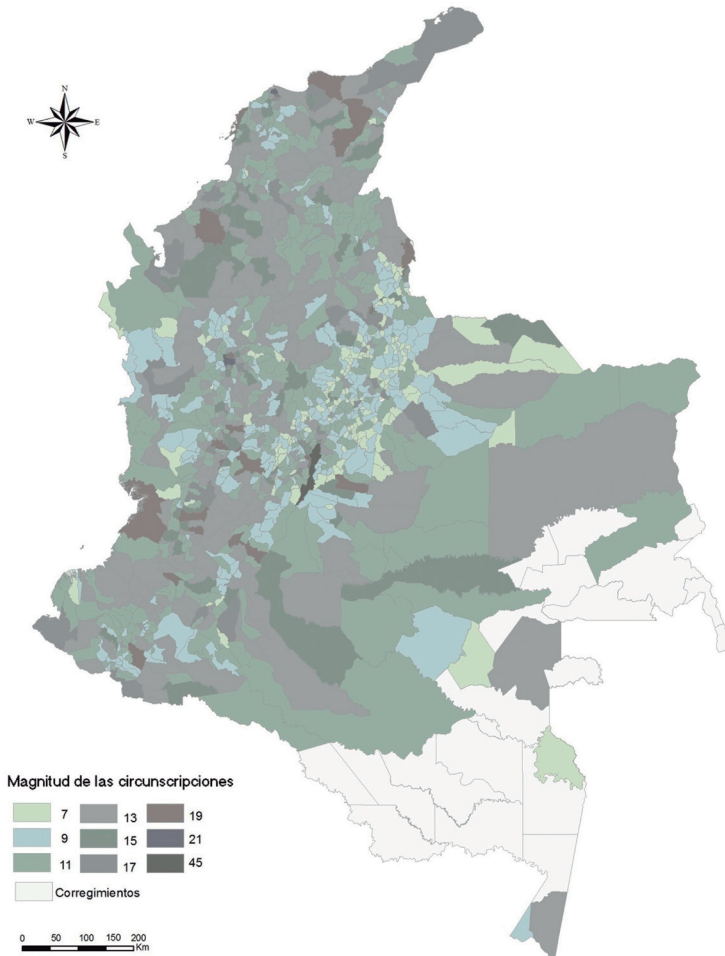 N
W E
S
Magnitud de las circunscripciones
7 13 19
9 15 21
11 17 45
Corregimientos
0 50 100 150 200
Km